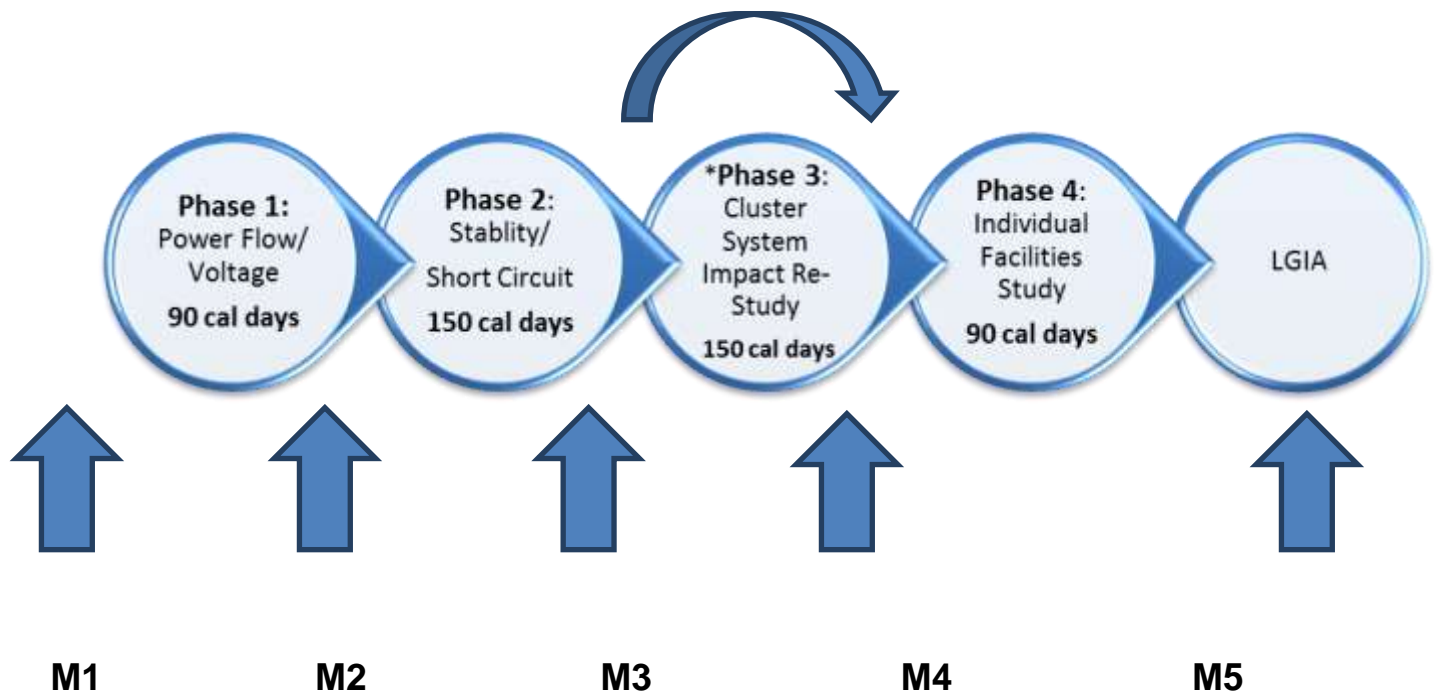 Phase 1:
Power Flow/
Voltage
90 cal days
Phase 2:
Stablity/
Short Circuit
150 cal days
*Phase 3:
Cluster
System
Impact Re-
Study
150 cal days
Phase 4:
Individual
Facilities
Study
90 cal days
LGIA
M1
M2
M3
M4
M5